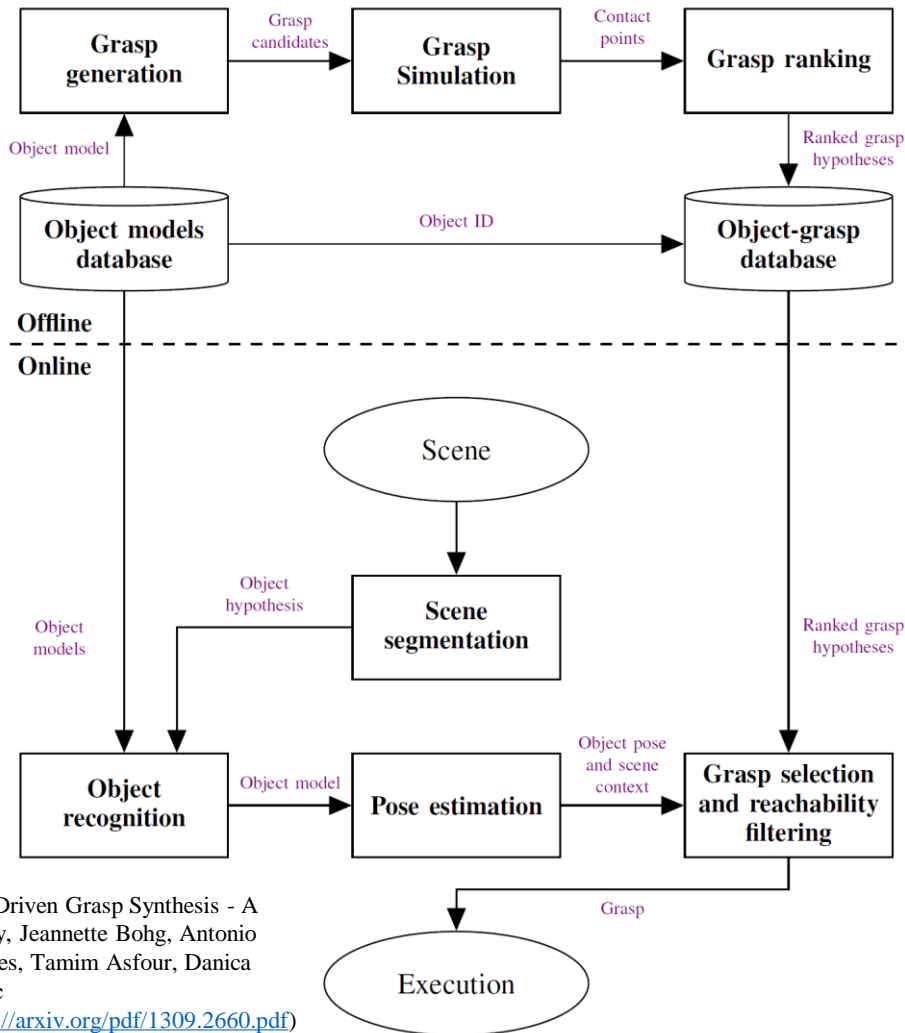 Grasp
generation
Grasp
candidates
Grasp
Simulation
Contact
points
Grasp ranking
Object model
Ranked grasp
hypotheses
Object models
database
Object ID
Object-grasp
database
Offline
Online
Scene
Object
hypothesis
Scene
segmentation
Object
models
Ranked grasp
hypotheses
Object
recognition
Object model
Pose estimation
Object pose
and scene
context
Grasp selection
and reachability
filtering
Grasp
Execution
Driven Grasp Synthesis - A
Jeannette Bohg, Antonio
Tamim Asfour, Danica
//arxiv.org/pdf/1309.2660.pdf)